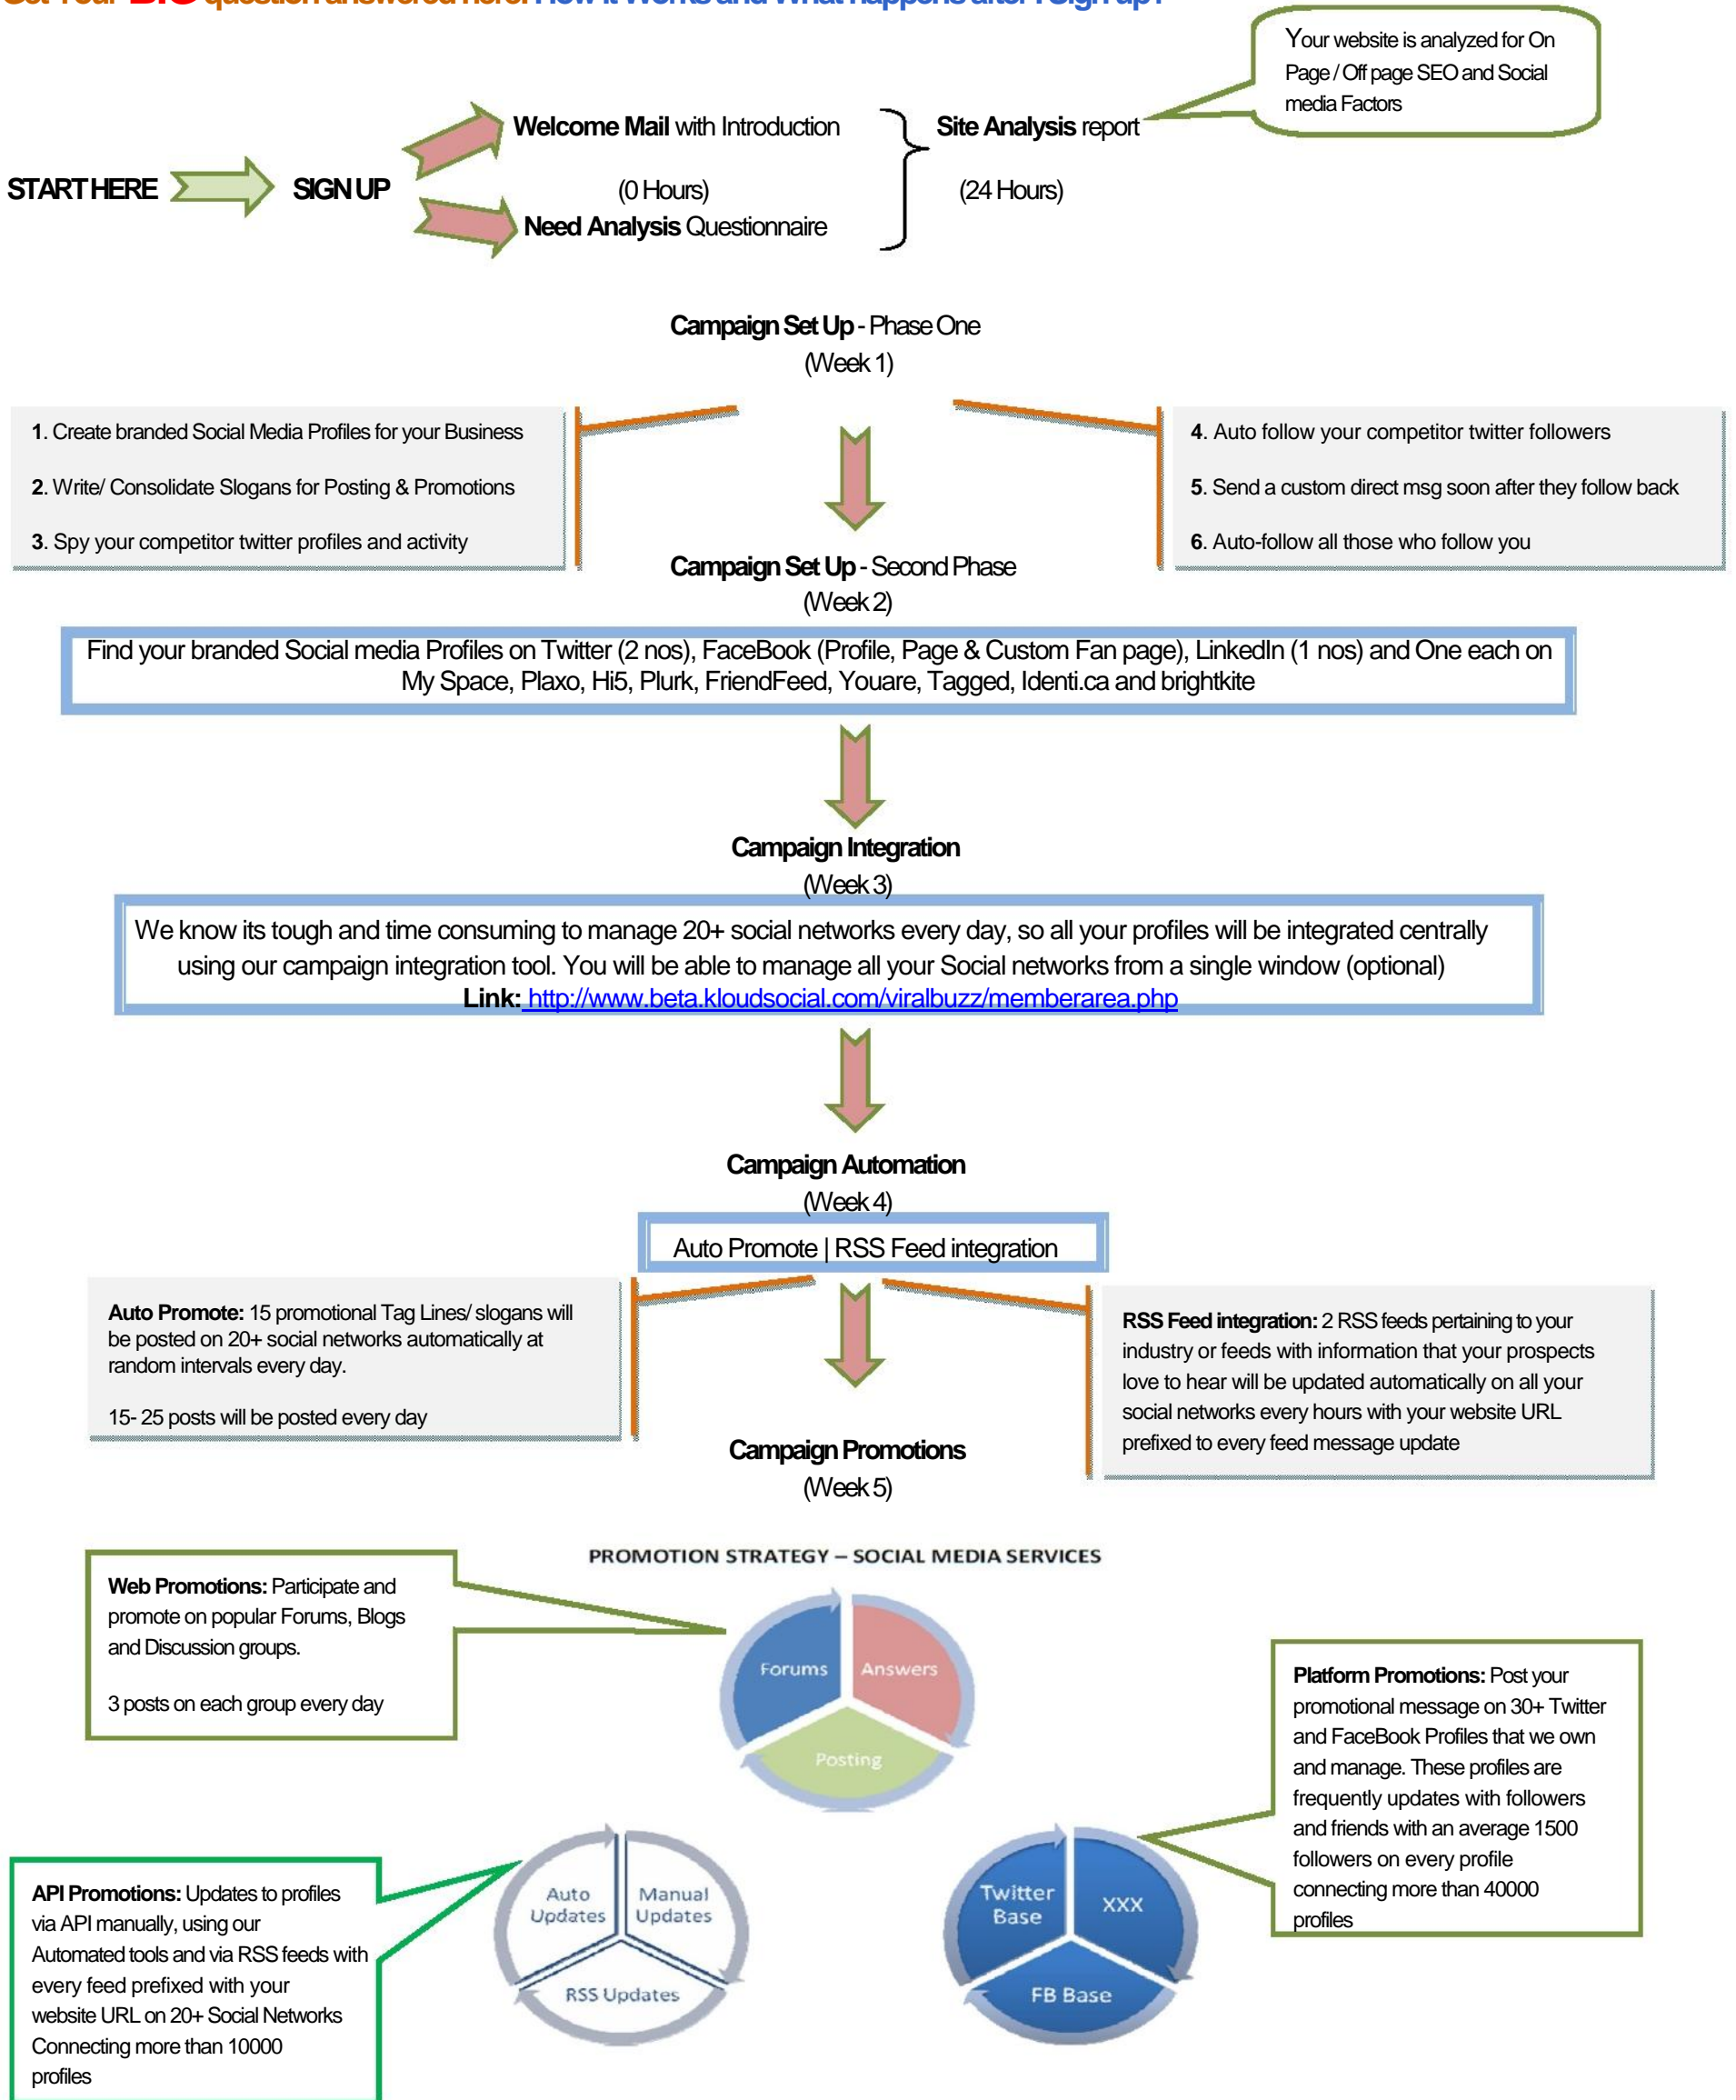 Get Your BIG question answered here. How it Works and What happens after I Sign up?
Your website is analyzed for On
Page / Off page SEO and Social
media Factors
Welcome Mail with Introduction
Site Analysis report
START HERE
SIGN UP
(0 Hours)
(24 Hours)
Need Analysis Questionnaire
Campaign Set Up - Phase One
(Week 1)
1. Create branded Social Media Profiles for your Business
2. Write/ Consolidate Slogans for Posting & Promotions
3. Spy your competitor twitter profiles and activity
4. Auto follow your competitor twitter followers
5. Send a custom direct msg soon after they follow back
6. Auto-follow all those who follow you
Campaign Set Up - Second Phase
(Week 2)
Find your branded Social media Profiles on Twitter (2 nos), FaceBook (Profile, Page & Custom Fan page), LinkedIn (1 nos) and One each on
My Space, Plaxo, Hi5, Plurk, FriendFeed, Youare, Tagged, Identi.ca and brightkite
Campaign Integration
(Week 3)
We know its tough and time consuming to manage 20+ social networks every day, so all your profiles will be integrated centrally
using our campaign integration tool. You will be able to manage all your Social networks from a single window (optional)
Link: http://www.beta.kloudsocial.com/viralbuzz/memberarea.php
Campaign Automation
(Week 4)
Auto Promote | RSS Feed integration
Auto Promote: 15 promotional Tag Lines/ slogans will
be posted on 20+ social networks automatically at
random intervals every day.
15- 25 posts will be posted every day
RSS Feed integration: 2 RSS feeds pertaining to your
industry or feeds with information that your prospects
love to hear will be updated automatically on all your
social networks every hours with your website URL
prefixed to every feed message update
Campaign Promotions
(Week 5)
PROMOTION STRATEGY – SOCIAL MEDIA SERVICES
Web Promotions: Participate and
promote on popular Forums, Blogs
and Discussion groups.
3 posts on each group every day
Forums
Answers
Posting
Platform Promotions: Post your
promotional message on 30+ Twitter
and FaceBook Profiles that we own
and manage. These profiles are
frequently updates with followers
and friends with an average 1500
followers on every profile
connecting more than 40000
profiles
API Promotions: Updates to profiles
via API manually, using our
Automated tools and via RSS feeds with
every feed prefixed with your
website URL on 20+ Social Networks
Connecting more than 10000
profiles
Auto
Updates
Manual
Updates
RSS Updates
Twitter
Base
XXX
FB Base